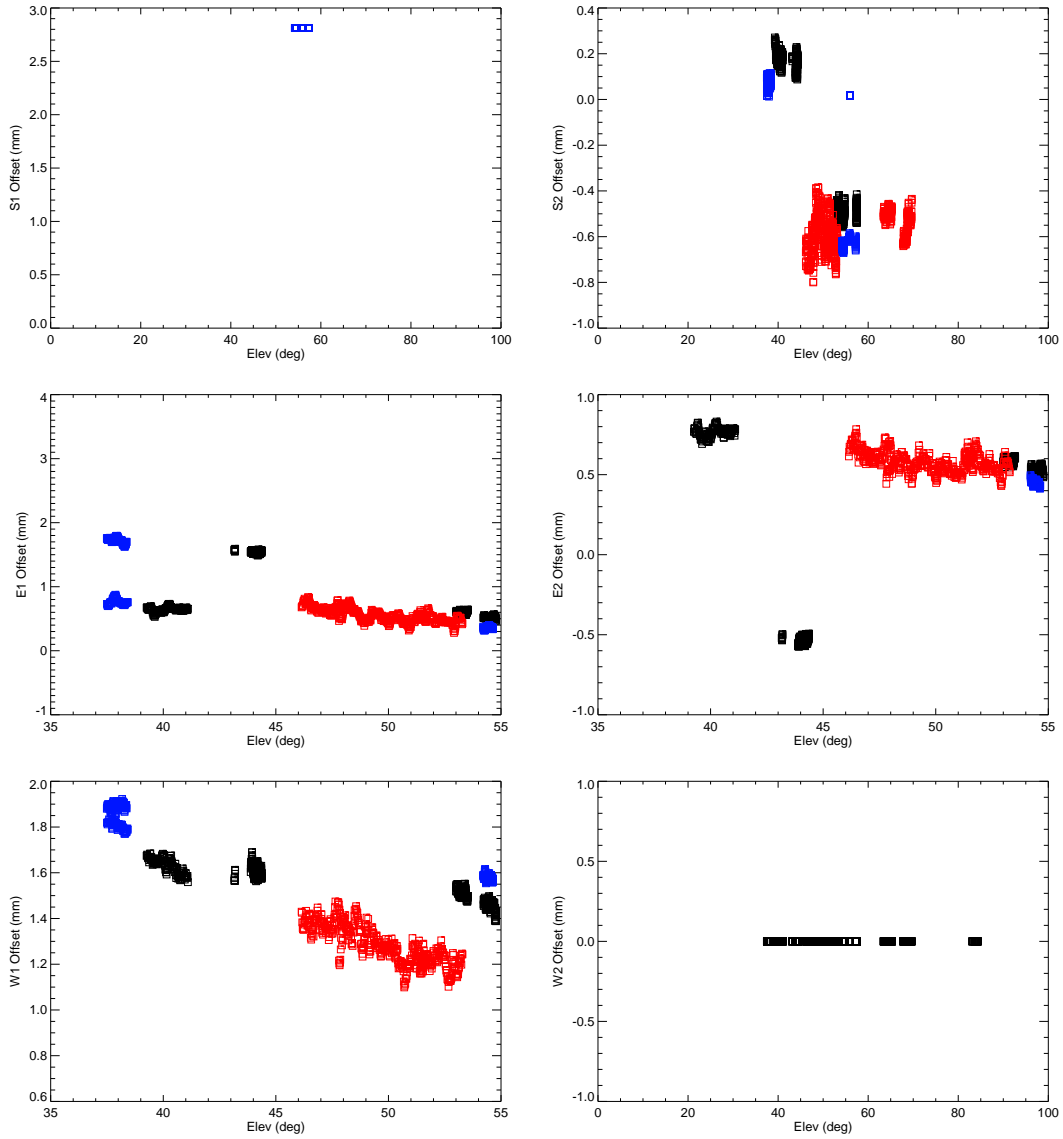 3.0
2.5
2.0
1.5
1.0
0.5
0.0
S1 Offset (mm)
0 20 40 60 80 100
Elev (deg)
0.4
0.2
0.0
-0.2
-0.4
-0.6
-0.8
-1.0
S2 Offset (mm)
0 20 40 60 80 100
Elev (deg)
4
3
2
1
0
-1
E1 Offset (mm)
35 40 45 50 55
Elev (deg)
1.0
0.5
0.0
-0.5
-1.0
E2 Offset (mm)
35 40 45 50 55
Elev (deg)
2.0
1.8
1.6
1.4
1.2
1.0
0.8
0.6
W1 Offset (mm)
35 40 45 50 55
Elev (deg)
1.0
0.5
0.0
-0.5
-1.0
W2 Offset (mm)
0 20 40 60 80 100
Elev (deg)